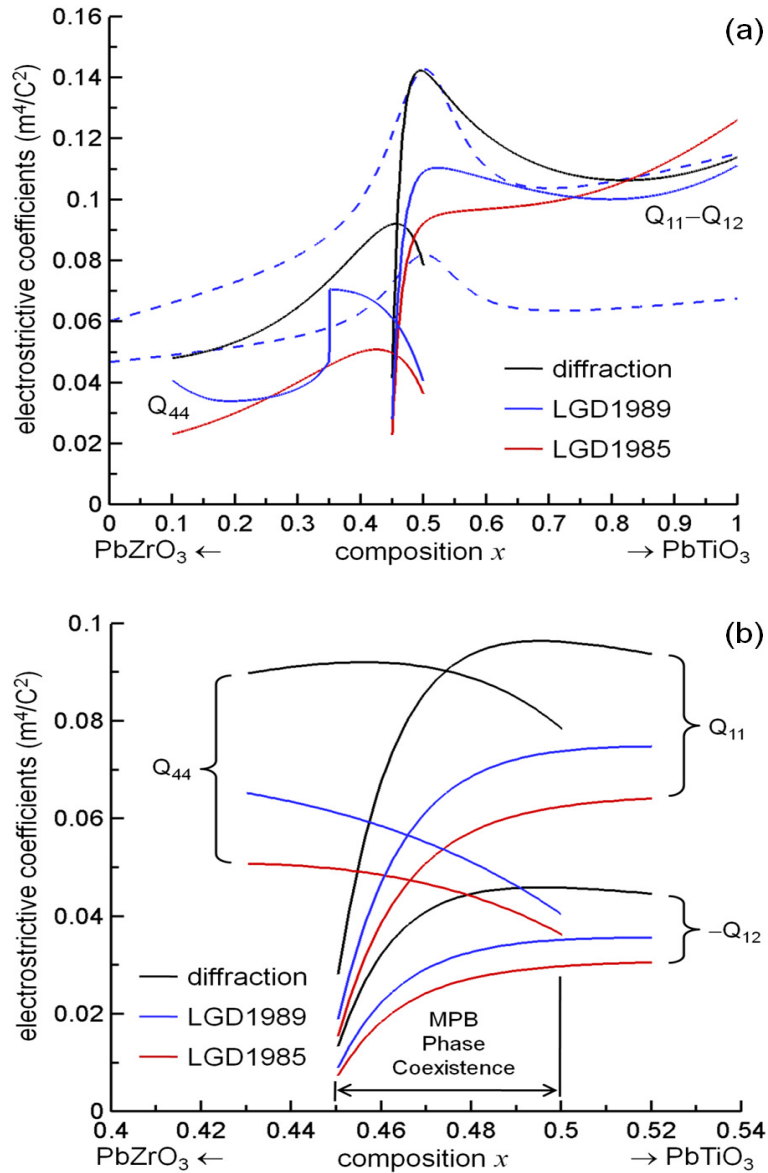 (a)
electrostrictive coefficients (m⁴/C²)
0.16
0.14
0.12
0.1
0.08
0.06
0.04
0.02
0
Q₁₁−Q₁₂
Q₄₄
diffraction
LGD1989
LGD1985
0 0.1 0.2 0.3 0.4 0.5 0.6 0.7 0.8 0.9 1
PbZrO₃ ← composition x → PbTiO₃
(b)
electrostrictive coefficients (m⁴/C²)
0.1
0.08
0.06
0.04
0.02
0
Q₄₄
Q₁₁
−Q₁₂
diffraction
LGD1989
LGD1985
MPB
Phase
Coexistence
0.4 0.42 0.44 0.46 0.48 0.5 0.52 0.54
PbZrO₃ ← composition x → PbTiO₃